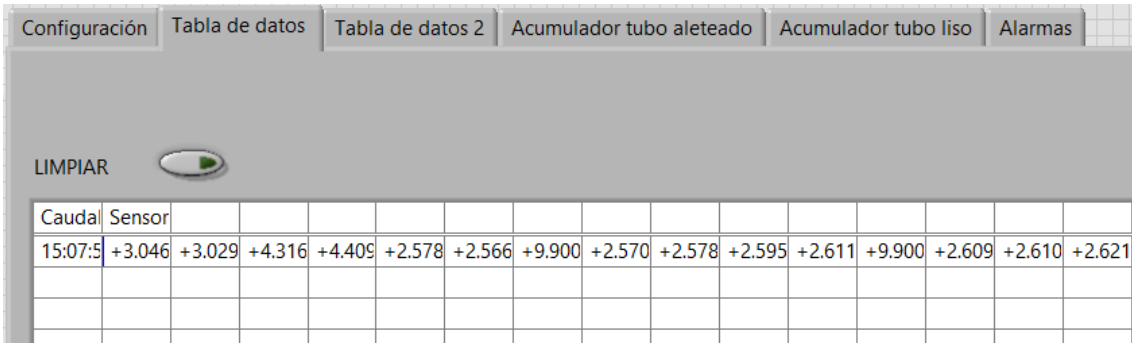 Configuración Tabla de datos Tabla de datos 2 Acumulador tubo aleteado Acumulador tubo liso Alarmas
LIMPIAR
Caudal Sensor
15:07:5 +3.046 +3.029 +4.316 +4.409 +2.578 +2.566 +9.900 +2.570 +2.578 +2.595 +2.611 +9.900 +2.609 +2.610 +2.621